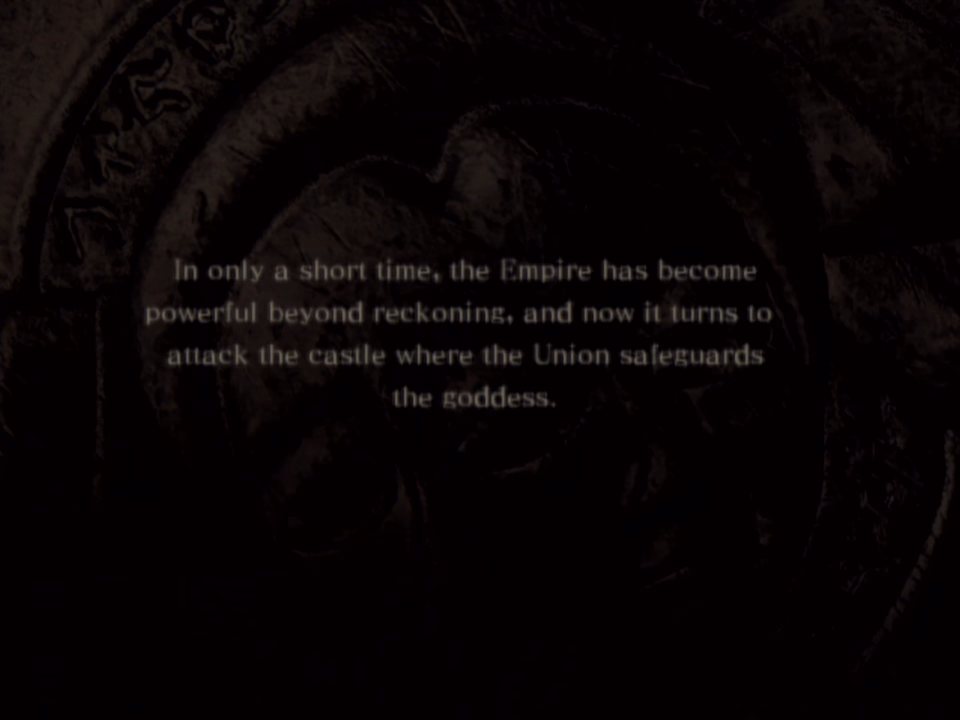 In only a short time, the Empire has become
powerful beyond reckoning, and now it turns to
attack the castle where the Union safeguards
the goddess.